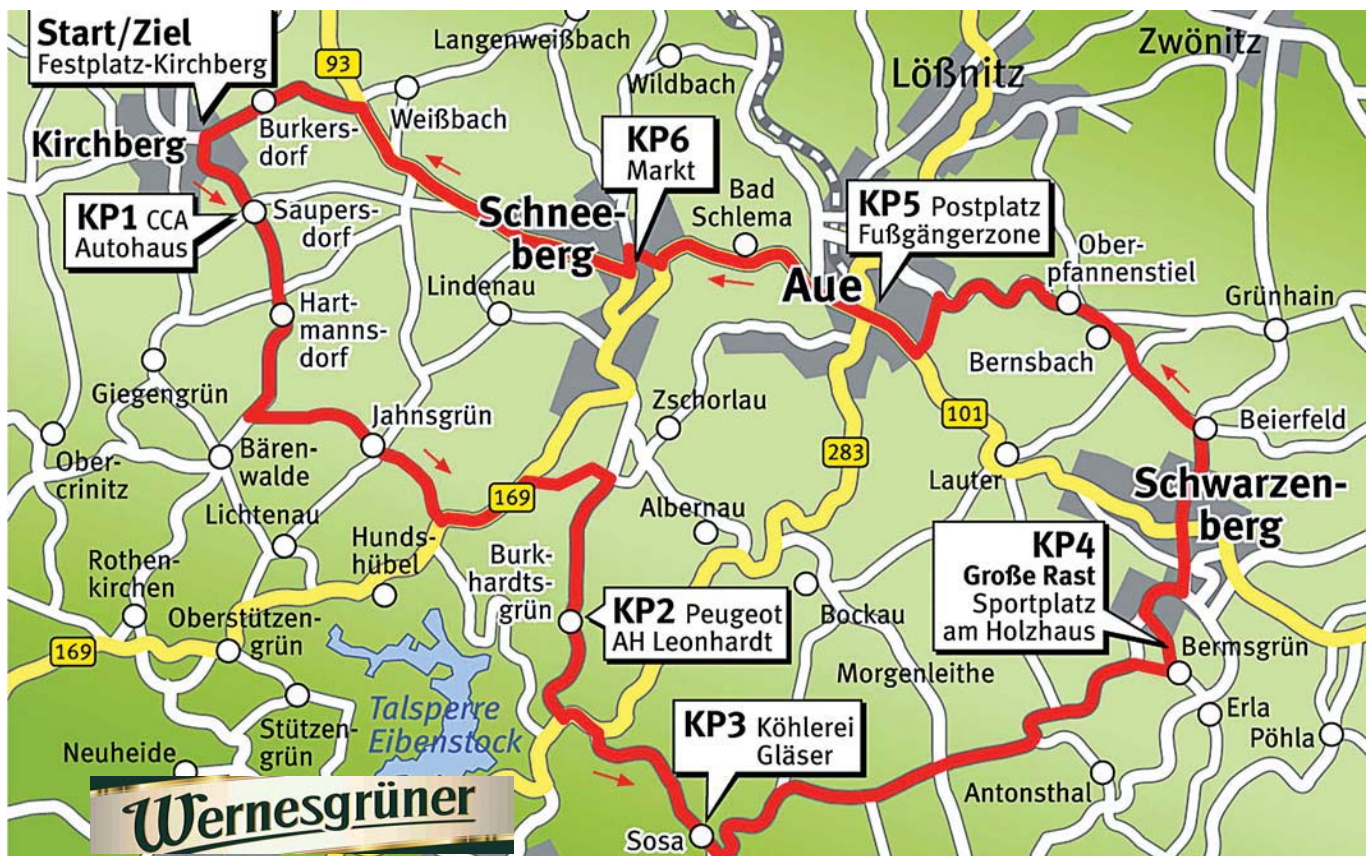 Start/Ziel
Festplatz-Kirchberg
93
Langenweißbach
Wildbach
Lößnitz
Zwönitz
Kirchberg
Burkers-
dorf
Weißbach
KP6
Markt
Bad
Schlema
KP5 Postplatz
Fußgängerzone
Ober-
pfannenstiel
Grünhain
KP1 CCA
Autohaus
Saupers-
dorf
Schnee-
berg
Aue
Lindenau
Hart-
manns-
dorf
Bernsbach
Giegengrün
Jahnsgrün
Zschorlau
101
Beierfeld
283
Ober-
crinitz
Bären-
walde
169
Lauter
Schwarzen-
berg
Lichtenau
Albernau
Hunds-
hübel
Rothen-
kirchen
Burk-
hardts-
grün
KP4
Große Rast
Sportplatz
am Holzhaus
KP2 Peugeot
AH Leonhardt
Bockau
Oberstützen-
grün
169
Bermsgrün
Morgenleithe
Talsperre
Eibenstock
Stützen-
grün
KP3 Köhlerei
Gläser
Erla
Pöhla
Neuheide
Antonsthal
Wernesgrüner
Sosa